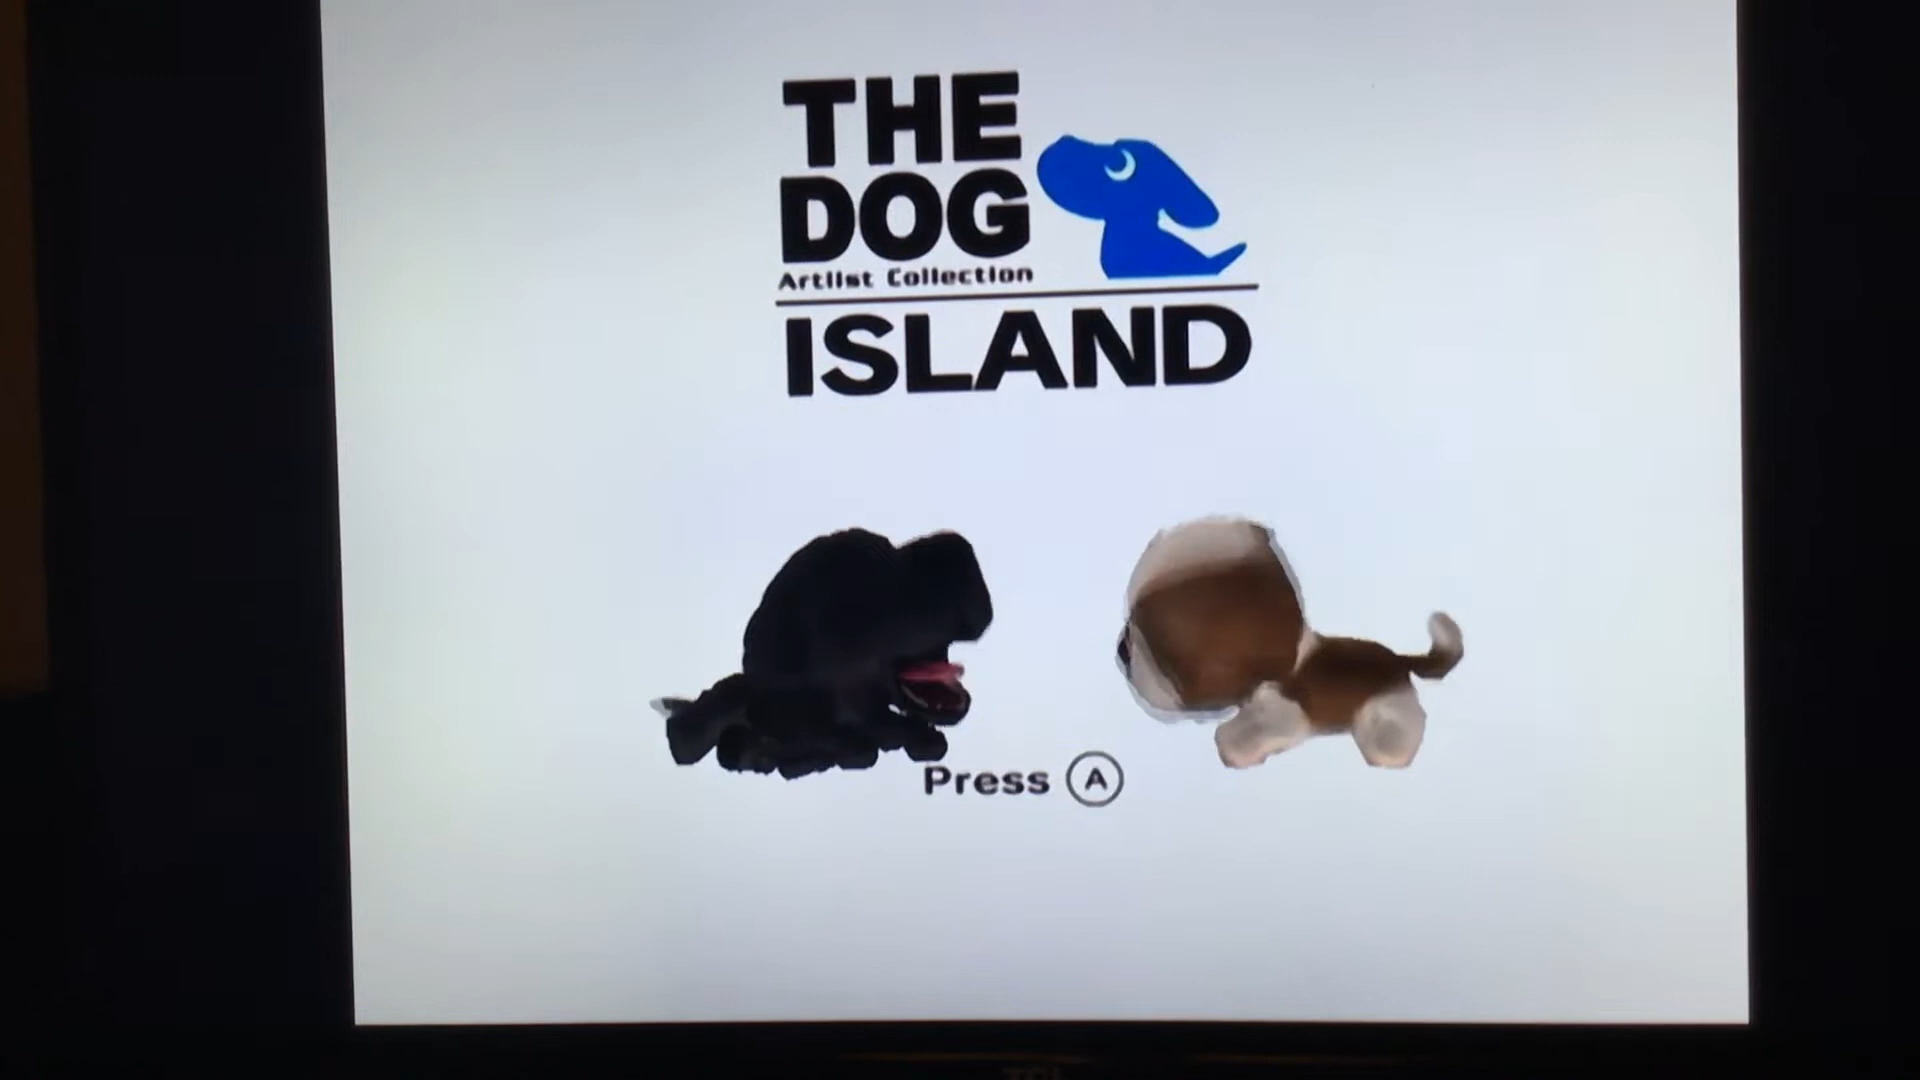 THE
DOG
Artlist Collection
ISLAND
Press A